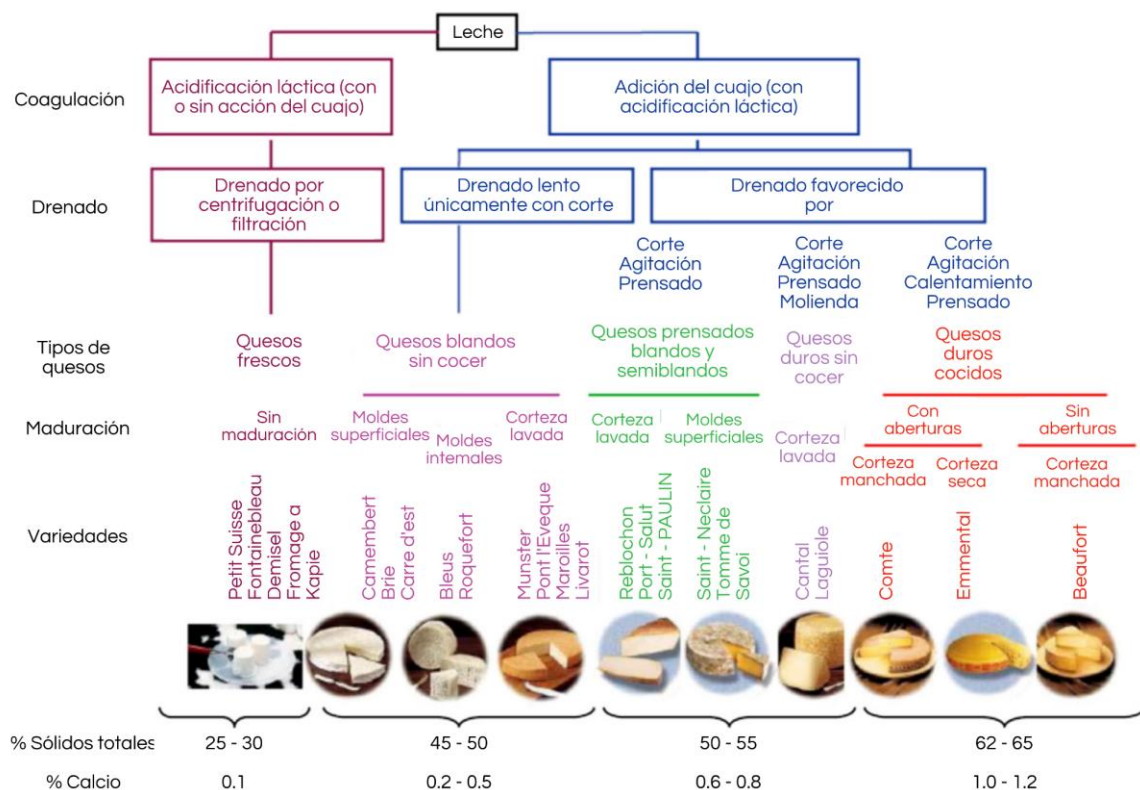 Leche
Coagulación
Acidificación láctica (con
o sin acción del cuajo)
Adición del cuajo (con
acidificación láctica)
Drenado
Drenado por
centrifugación o
filtración
Drenado lento
únicamente con corte
Drenado favorecido
por
Corte
Agitación
Prensado
Corte
Agitación
Prensado
Molienda
Corte
Agitación
Calentamiento
Prensado
Tipos de
quesos
Quesos
frescos
Quesos blandos
sin cocer
Quesos prensados
blandos y
semiblandos
Quesos
duros sin
cocer
Quesos
duros
cocidos
Maduración
Sin
maduración
Moldes
superficiales
Moldes
internales
Corteza
lavada
Corteza
lavada
Moldes
superficiales
Corteza
lavada
Con
aberturas
Sin
aberturas
Corteza
manchada
Corteza
seca
Corteza
manchada
Variedades
Petit Suisse
Fontainebleau
Demisel
Fromage a
Kapie
Camembert
Brie
Carre d'est
Bleus
Roquefort
Munster
Pont l'Eveque
Maroilles
Livarot
Reblochon
Port - Salut
Saint - PAULIN
Saint - Neclaire
Tomme de
Savoi
Cantal
Laguiole
Comte
Emmental
Beaufort
% Sólidos totales
25 - 30
45 - 50
50 - 55
62 - 65
% Calcio
0.1
0.2 - 0.5
0.6 - 0.8
1.0 - 1.2